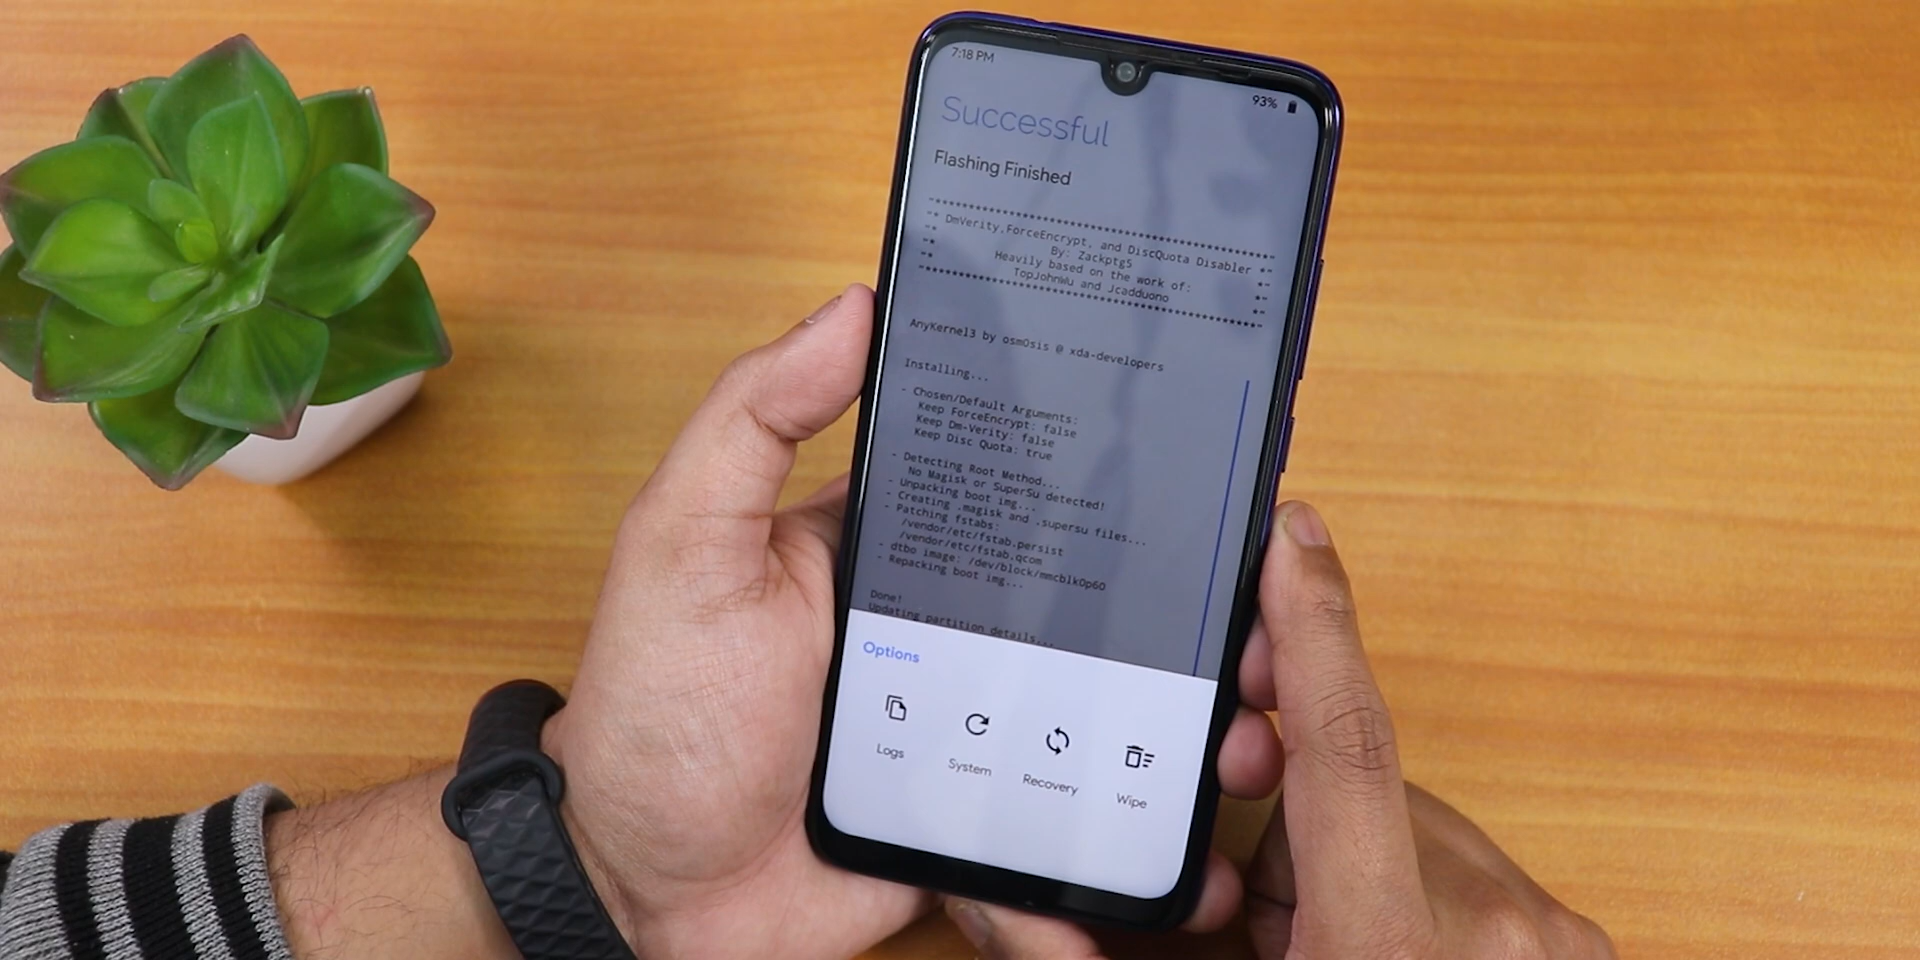 7:18 PM
93%
Successful
Flashing Finished
-**************************************************-
-* DmVerity,ForceEncrypt, and DiscQuota Disabler *-
-* By: Zackptg5 *-
-* Heavily based on the work of: *-
-* TopJohnWu and Jcadduono *-
-**************************************************-
AnyKernel3 by osm0sis @ xda-developers
Installing...
- Chosen/Default Arguments:
Keep ForceEncrypt: false
Keep Dm-Verity: false
Keep Disc Quota: true
- Detecting Root Method...
No Magisk or SuperSu detected!
- Unpacking boot img...
- Creating .magisk and .supersu files...
- Patching fstabs:
/vendor/etc/fstab.persist
/vendor/etc/fstab.qcom
- dtbo image: /dev/block/mmcblk0p60
- Repacking boot img...
Done!
Updating partition details...
Options
Logs
System
Recovery
Wipe